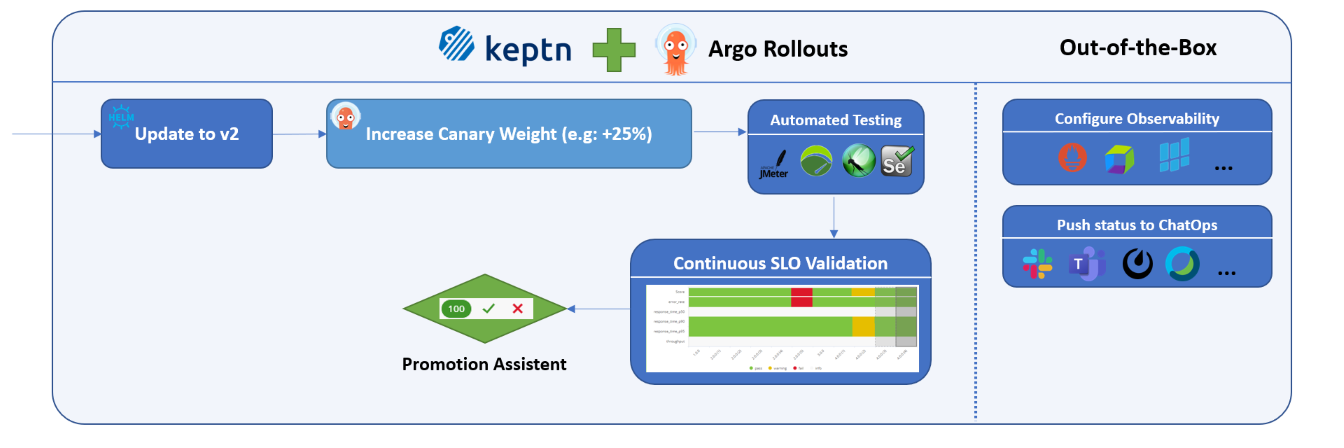 keptn
Argo Rollouts
Out-of-the-Box
HELM
Update to v2
Increase Canary Weight (e.g: +25%)
Automated Testing
JMeter
Se
Configure Observability
...
Push status to ChatOps
T
...
Continuous SLO Validation
error_rate
response_time_p50
response_time_p90
response_time_p95
throughput
pass
warning
fail
info
100
Promotion Assistent